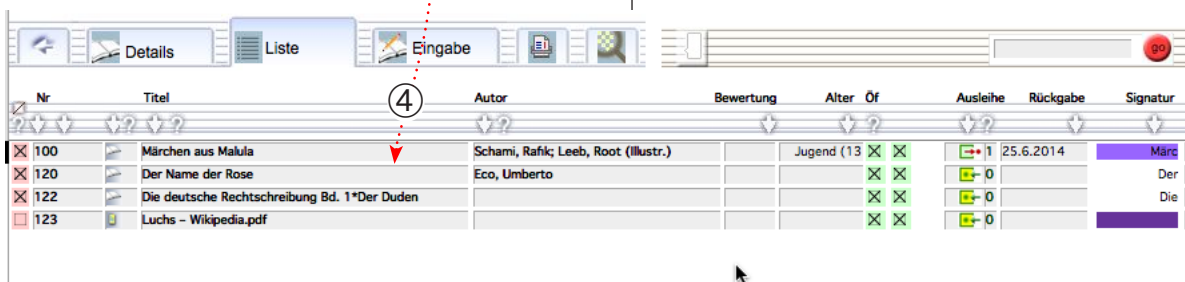 Details Liste Eingabe go
④
Nr Titel Autor Bewertung Alter Öf Ausleihe Rückgabe Signatur
? ? ? ? ? ?
100 Märchen aus Malula Schami, Rafik; Leeb, Root (Illustr.) Jugend (13 1 25.6.2014 Märc
120 Der Name der Rose Eco, Umberto 0 Der
122 Die deutsche Rechtschreibung Bd. 1*Der Duden 0 Die
123 Luchs – Wikipedia.pdf 0